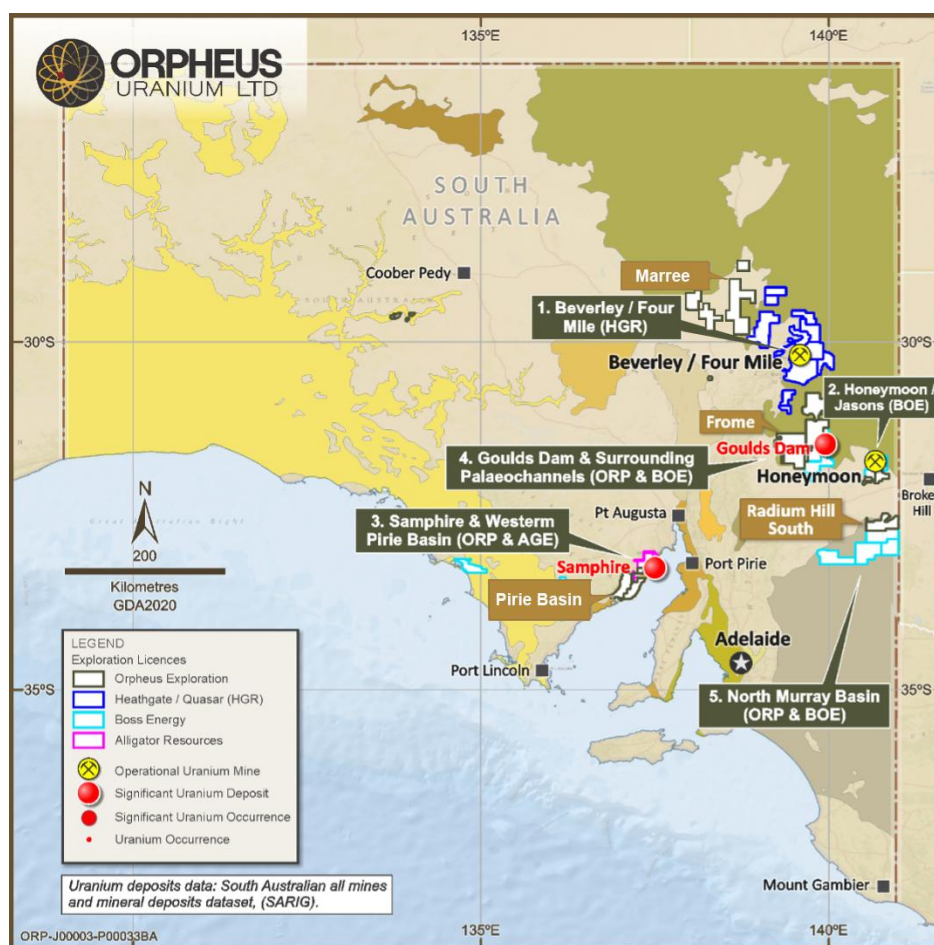 135°E
140°E
ORPHEUS
URANIUM LTD
SOUTH
AUSTRALIA
Coober Pedy
Marree
1. Beverley / Four
Mile (HGR)
30°S
30°S
Beverley / Four Mile
2. Honeymoon /
Jasons (BOE)
Frome
Goulds Dam
4. Goulds Dam & Surrounding
Palaeochannels (ORP & BOE)
Honeymoon
Broke
Hill
N
200
Kilometres
GDA2020
Great Australian Bight
3. Samphire & Westerm
Pirie Basin (ORP & AGE)
Pt Augusta
Radium Hill
South
Samphire
Port Pirie
Pirie Basin
Adelaide
Port Lincoln
35°S
35°S
5. North Murray Basin
(ORP & BOE)
LEGEND
Exploration Licences
Orpheus Exploration
Heathgate / Quasar (HGR)
Boss Energy
Alligator Resources
Operational Uranium Mine
Significant Uranium Deposit
Significant Uranium Occurrence
Uranium Occurrence
Uranium deposits data: South Australian all mines
and mineral deposits dataset, (SARIG).
Mount Gambier
ORP-J00003-P00033BA
135°E
140°E